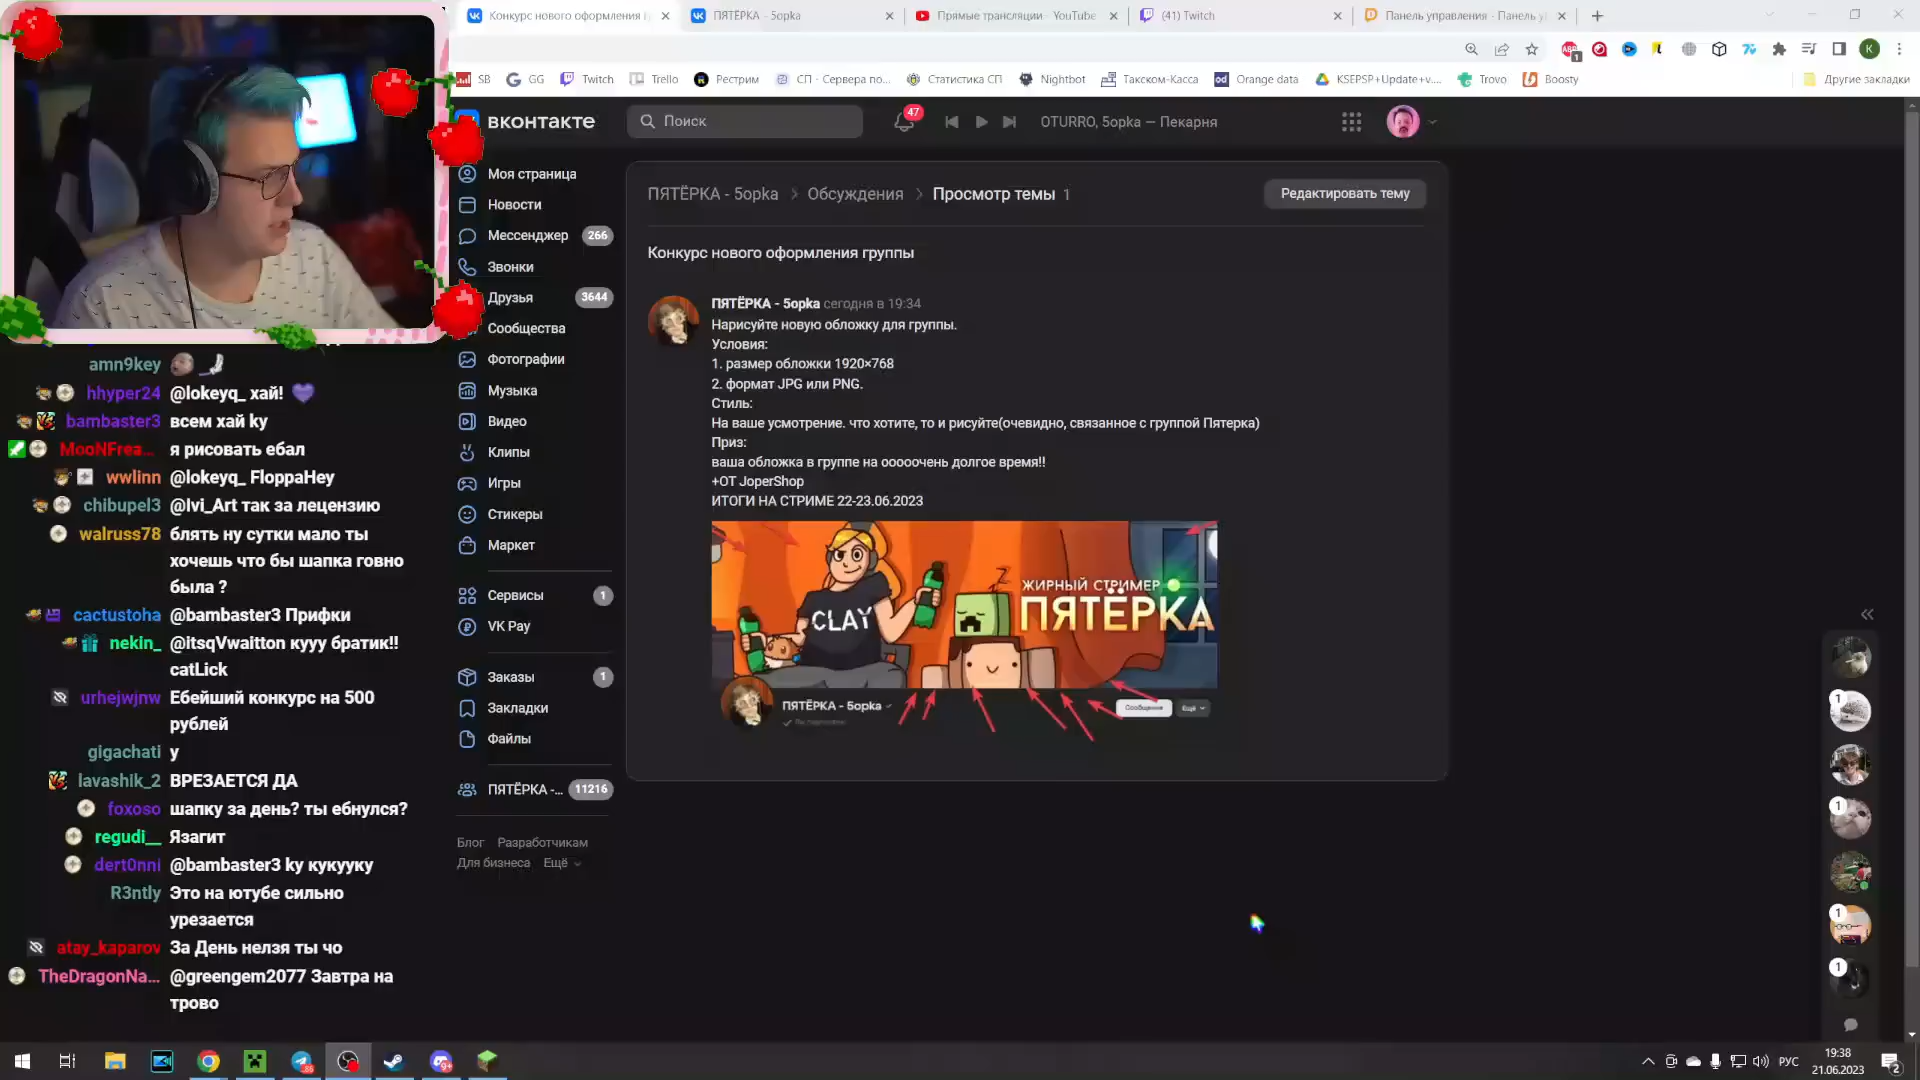 Конкурс нового оформления г
ПЯТЁРКА - 5opka
Прямые трансляции - YouTube
(41) Twitch
Панель управления - Панель у
SB
GG
Twitch
Trello
Рестрим
СП - Сервера по...
Статистика СП
Nightbot
Такском-Касса
Orange data
KSEPSP+Update+v....
Trovo
Boosty
Другие закладки
вконтакте
Поиск
47
OTURRO, 5opka — Пекарня
Моя страница
Новости
Мессенджер 266
Звонки
Друзья 3644
Сообщества
Фотографии
Музыка
Видео
Клипы
Игры
Стикеры
Маркет
Сервисы 1
VK Pay
Заказы 1
Закладки
Файлы
ПЯТЁРКА -... 11216
Блог Разработчикам
Для бизнеса Ещё
ПЯТЁРКА - 5opka > Обсуждения > Просмотр темы 1
Редактировать тему
Конкурс нового оформления группы
ПЯТЁРКА - 5opka сегодня в 19:34
Нарисуйте новую обложку для группы.
Условия:
1. размер обложки 1920×768
2. формат JPG или PNG.
Стиль:
На ваше усмотрение. что хотите, то и рисуйте(очевидно, связанное с группой Пятерка)
Приз:
ваша обложка в группе на ооооочень долгое время!!
+ОТ JoperShop
ИТОГИ НА СТРИМЕ 22-23.06.2023
CLAY
ЖИРНЫЙ СТРИМЕР
ПЯТЁРКА
ПЯТЁРКА - 5opka
Сообщение
Ещё
amn9key
hhyper24 @lokeyq_ хай!
bambaster3 всем хай ку
MooNFrea... я рисовать ебал
wwlinn @lokeyq_ FloppaHey
chibupel3 @lvi_Art так за лецензию
walruss78 блять ну сутки мало ты
хочешь что бы шапка говно
была ?
cactustoha @bambaster3 Прифки
nekin_ @itsqVwaitton кууу братик!!
catLick
urhejwjnw Ебейший конкурс на 500
рублей
gigachati у
lavashik_2 ВРЕЗАЕТСЯ ДА
foxoso шапку за день? ты ебнулся?
regudi__ Язагит
dert0nni @bambaster3 ку кукууку
R3ntly Это на ютубе сильно
урезается
atay_kaparov За День нелзя ты чо
TheDragonNa... @greengem2077 Завтра на
трово
РУС
19:38
21.06.2023
2